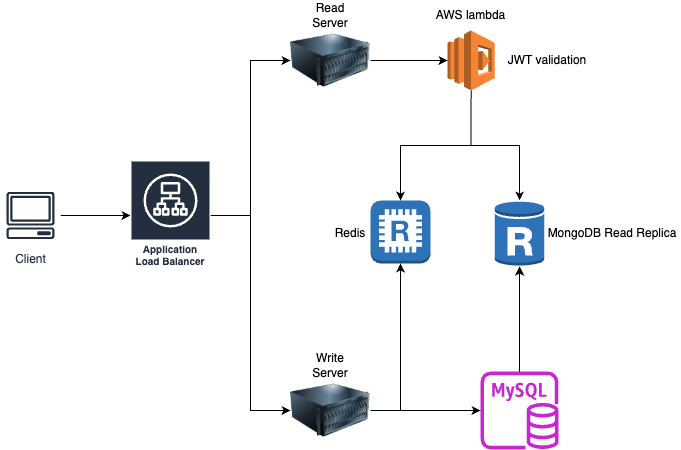 Read
Server
AWS lambda
JWT validation
Client
Application
Load Balancer
Redis
R
R
MongoDB Read Replica
Write
Server
MySQL